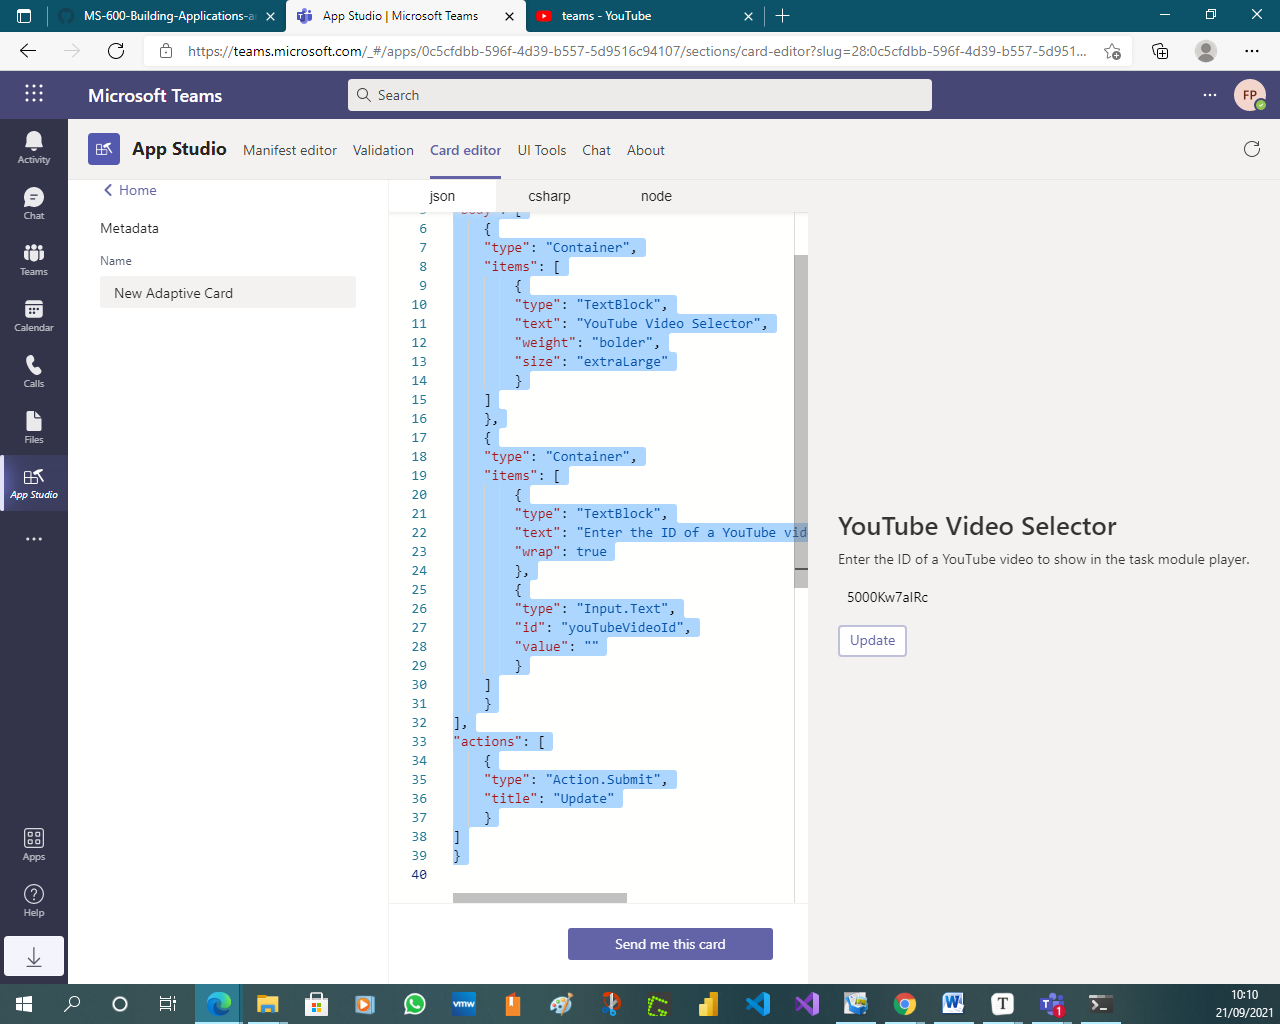 MS-600-Building-Applications-an
App Studio | Microsoft Teams
teams - YouTube
https://teams.microsoft.com/_#/apps/0c5cfdbb-596f-4d39-b557-5d9516c94107/sections/card-editor?slug=28:0c5cfdbb-596f-4d39-b557-5d951...
Microsoft Teams
Search
FP
App Studio
Manifest editor
Validation
Card editor
UI Tools
Chat
About
Activity
Chat
Teams
Calendar
Calls
Files
App Studio
Apps
Help
Home
Metadata
Name
New Adaptive Card
json
csharp
node
5 "body": [
6 {
7 "type": "Container",
8 "items": [
9 {
10 "type": "TextBlock",
11 "text": "YouTube Video Selector",
12 "weight": "bolder",
13 "size": "extraLarge"
14 }
15 ]
16 },
17 {
18 "type": "Container",
19 "items": [
20 {
21 "type": "TextBlock",
22 "text": "Enter the ID of a YouTube vid
23 "wrap": true
24 },
25 {
26 "type": "Input.Text",
27 "id": "youTubeVideoId",
28 "value": ""
29 }
30 ]
31 }
32 ],
33 "actions": [
34 {
35 "type": "Action.Submit",
36 "title": "Update"
37 }
38 ]
39 }
40
Send me this card
YouTube Video Selector
Enter the ID of a YouTube video to show in the task module player.
5000Kw7aIRc
Update
vmw
W
T
1
10:10
21/09/2021